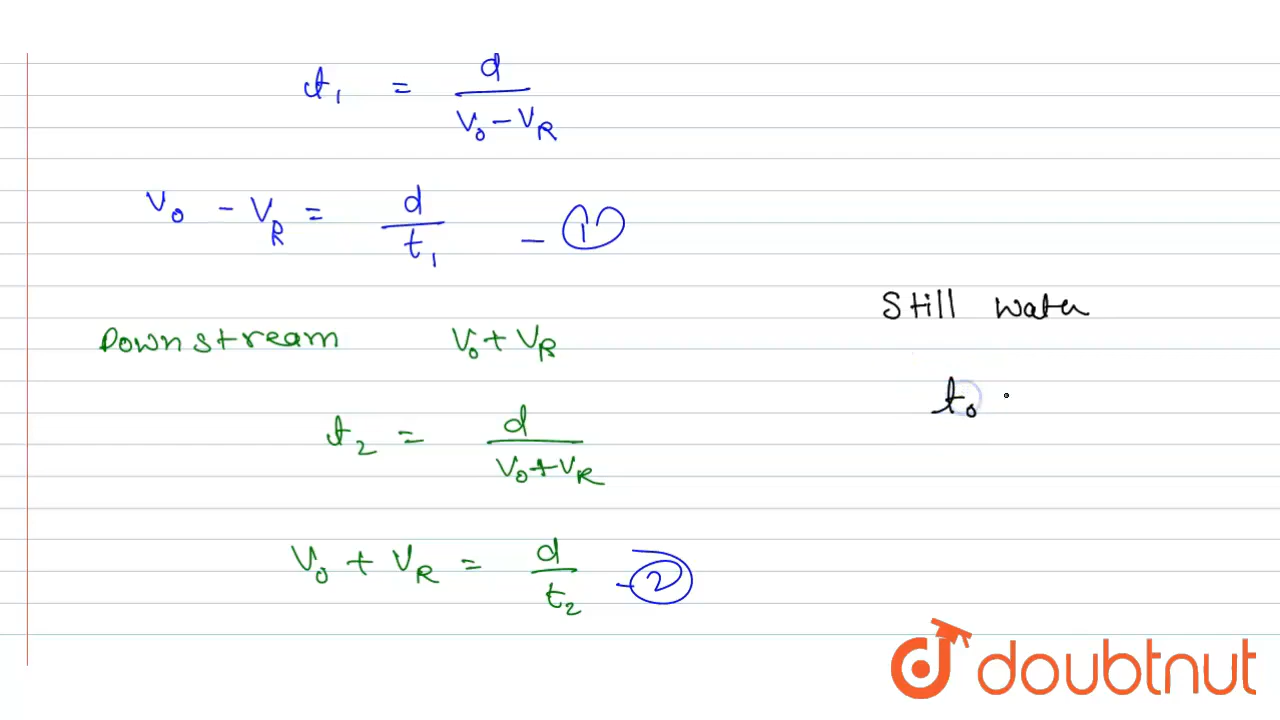 t₁ = d / (V₀ - V_R)
V₀ - V_R = d / t₁ - ①
Downstream V₀ + V_R
t₂ = d / (V₀ + V_R)
V₀ + V_R = d / t₂ - ②
Still water
t₀
doubtnut